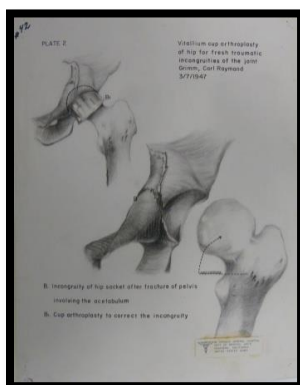 #42
PLATE 2
Vitallium cup arthroplasty
of hip for fresh traumatic
incongruities of the joint
Grimm, Carl Raymond
3/7/1947
B. Incongruity of hip socket after fracture of pelvis
involving the acetabulum
B₁ Cup arthroplasty to correct the incongruity